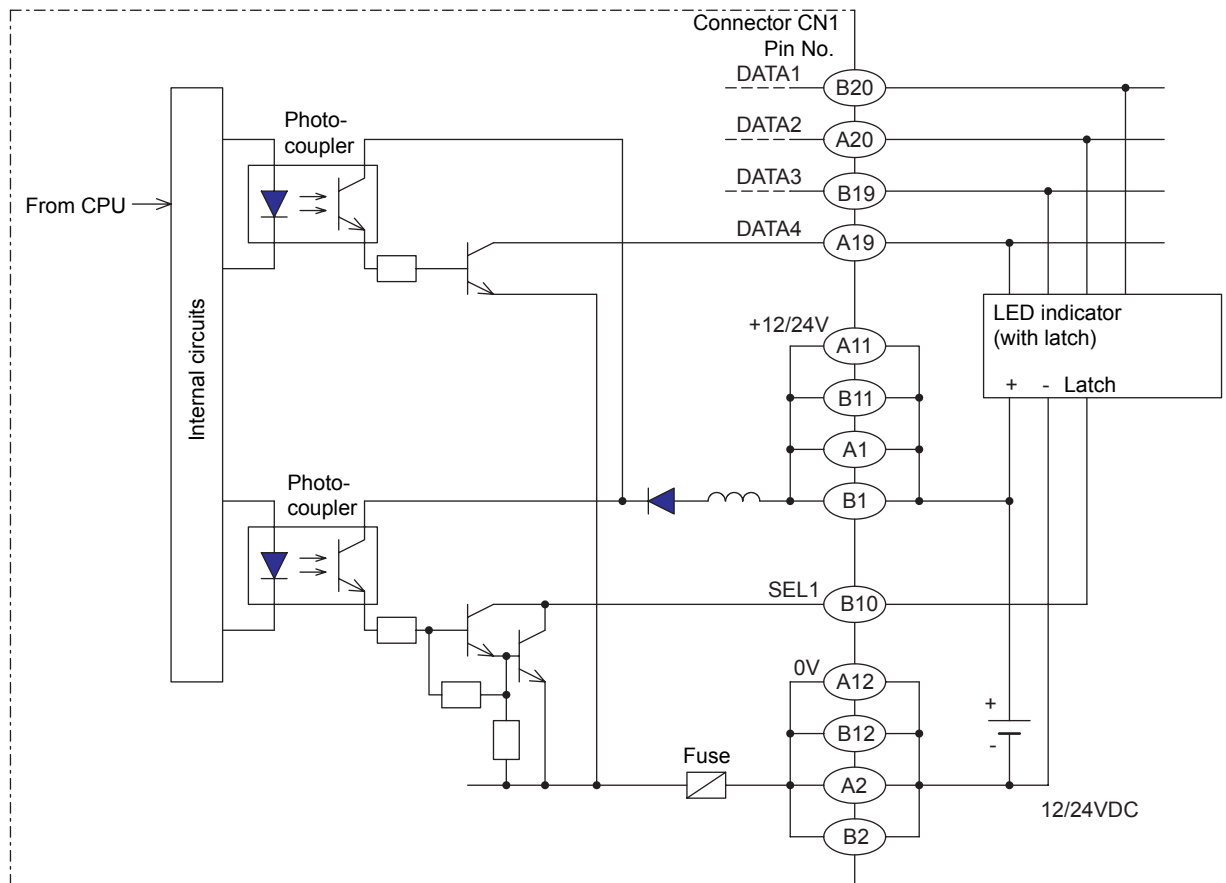 Connector CN1
Pin No.
DATA1
B20
DATA2
A20
DATA3
B19
DATA4
A19
Photo-
coupler
From CPU
Internal circuits
LED indicator
(with latch)
+ - Latch
+12/24V
A11
B11
A1
B1
Photo-
coupler
SEL1
B10
0V
A12
B12
A2
B2
Fuse
+
-
12/24VDC